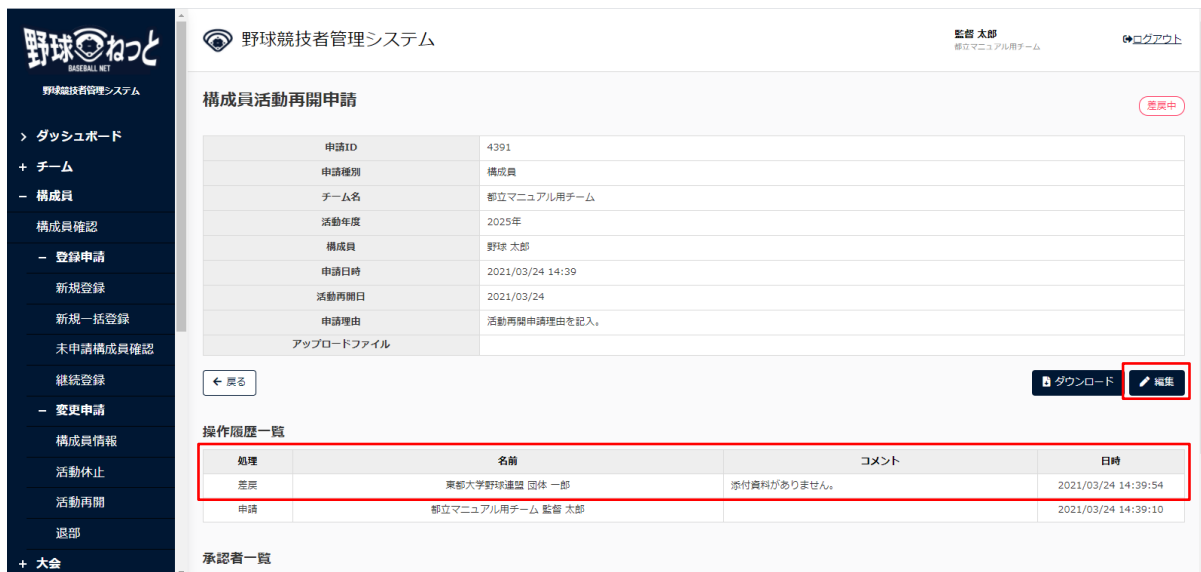 野球ねっと
BASEBALL NET
野球競技者管理システム
> ダッシュボード
+ チーム
− 構成員
構成員確認
− 登録申請
新規登録
新規一括登録
未申請構成員確認
継続登録
− 変更申請
構成員情報
活動休止
活動再開
退部
+ 大会
野球競技者管理システム
監督 太郎
都立マニュアル用チーム
ログアウト
構成員活動再開申請
差戻中
申請ID 4391
申請種別 構成員
チーム名 都立マニュアル用チーム
活動年度 2025年
構成員 野球 太郎
申請日時 2021/03/24 14:39
活動再開日 2021/03/24
申請理由 活動再開申請理由を記入。
アップロードファイル
← 戻る ダウンロード 編集
操作履歴一覧
処理 名前 コメント 日時
差戻 東都大学野球連盟 団体 一郎 添付資料がありません。 2021/03/24 14:39:54
申請 都立マニュアル用チーム 監督 太郎 2021/03/24 14:39:10
承認者一覧